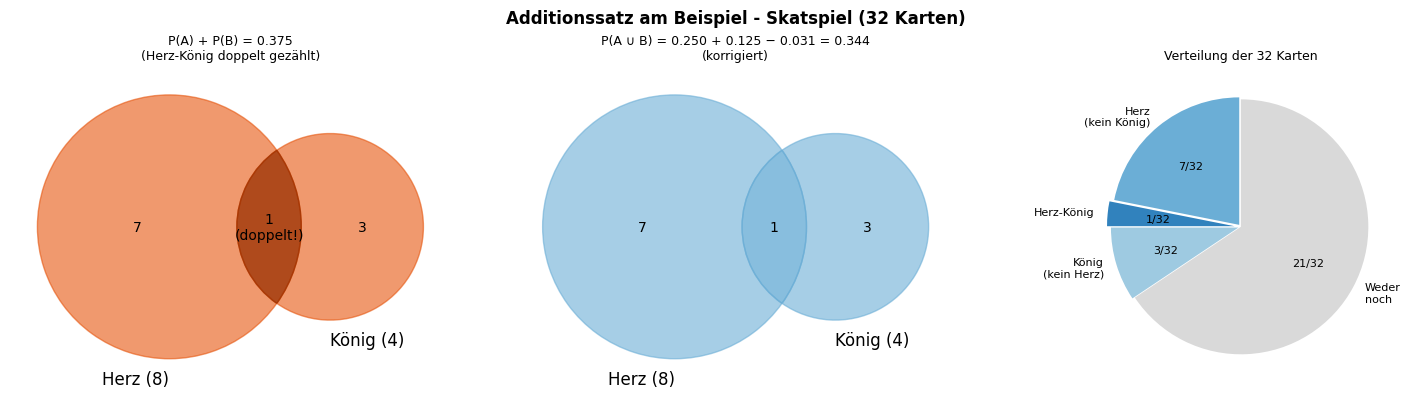 Additionssatz am Beispiel - Skatspiel (32 Karten)
P(A) + P(B) = 0.375
(Herz-König doppelt gezählt)
7
1
(doppelt!)
3
König (4)
Herz (8)
P(A ∪ B) = 0.250 + 0.125 − 0.031 = 0.344
(korrigiert)
7
1
3
König (4)
Herz (8)
Verteilung der 32 Karten
Herz
(kein König)
7/32
Herz-König
1/32
König
(kein Herz)
3/32
21/32
Weder
noch